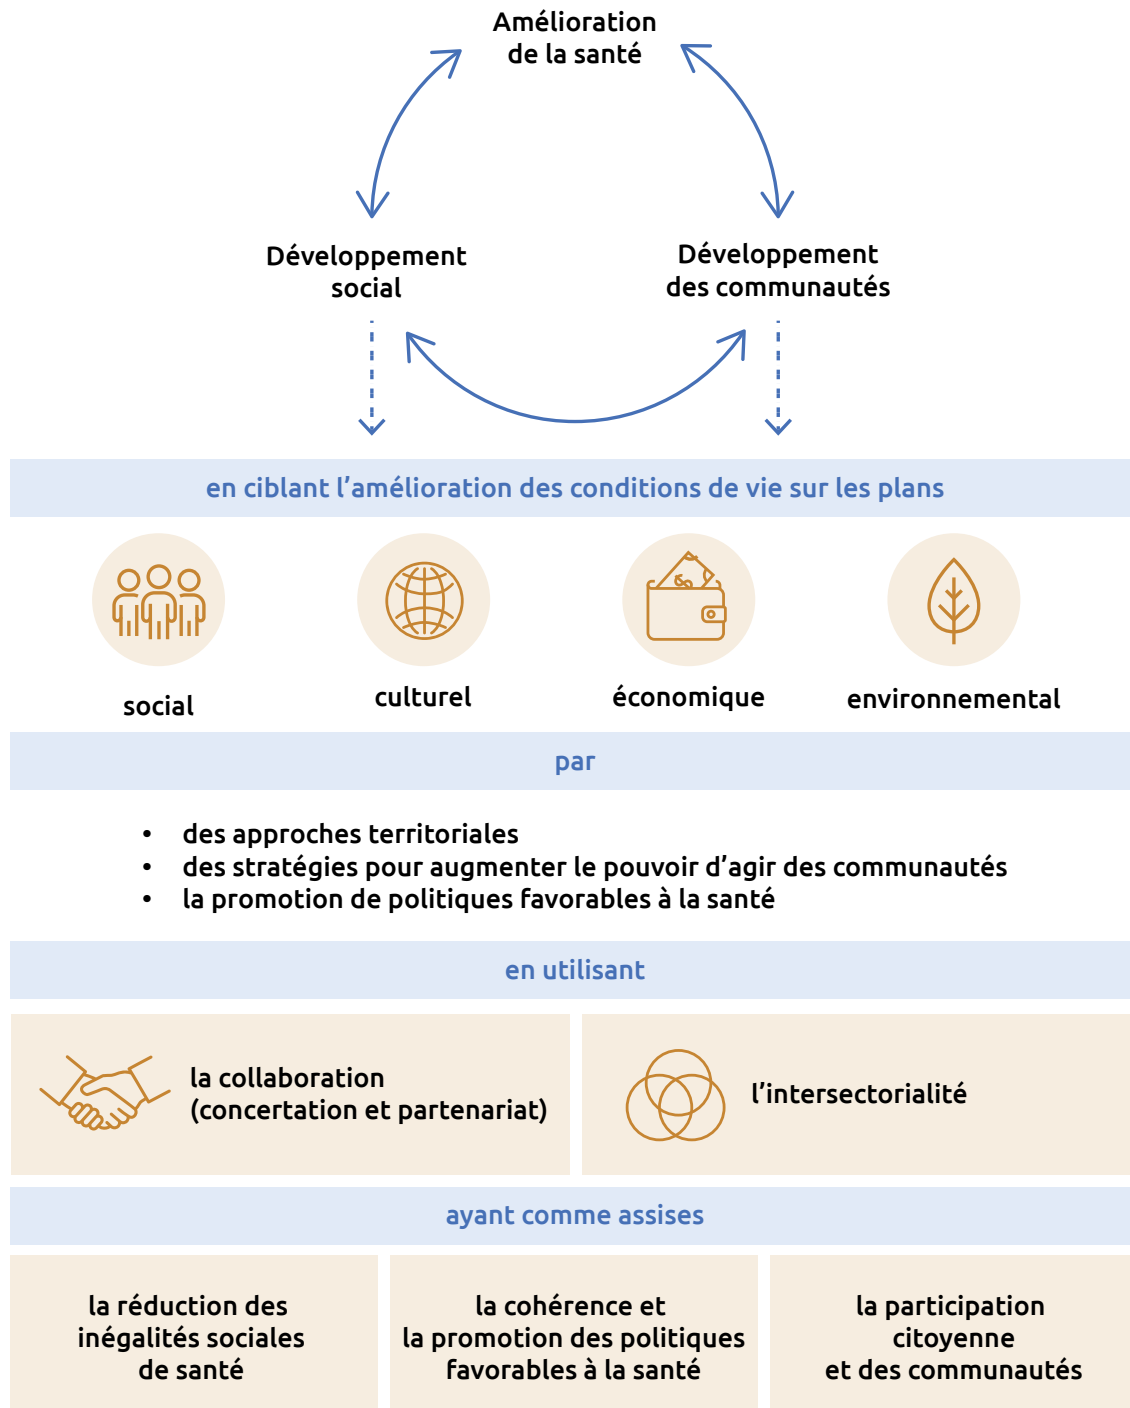 Amélioration
de la santé
Développement
social
Développement
des communautés
en ciblant l’amélioration des conditions de vie sur les plans
social
culturel
économique
environnemental
par
• des approches territoriales
• des stratégies pour augmenter le pouvoir d’agir des communautés
• la promotion de politiques favorables à la santé
en utilisant
la collaboration
(concertation et partenariat)
l’intersectorialité
ayant comme assises
la réduction des
inégalités sociales
de santé
la cohérence et
la promotion des politiques
favorables à la santé
la participation
citoyenne
et des communautés